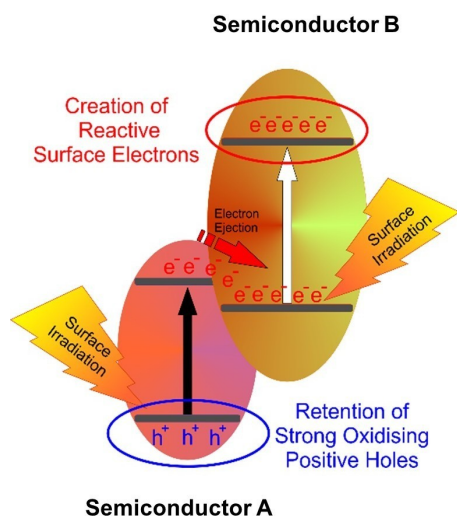 Semiconductor B
Creation of
Reactive
Surface Electrons
e⁻e⁻e⁻e⁻e⁻
Electron
Ejection
Surface
Irradiation
e⁻ e⁻ e⁻
e⁻
e⁻e⁻e⁻e⁻e⁻
Surface
Irradiation
h⁺ h⁺ h⁺
Retention of
Strong Oxidising
Positive Holes
Semiconductor A